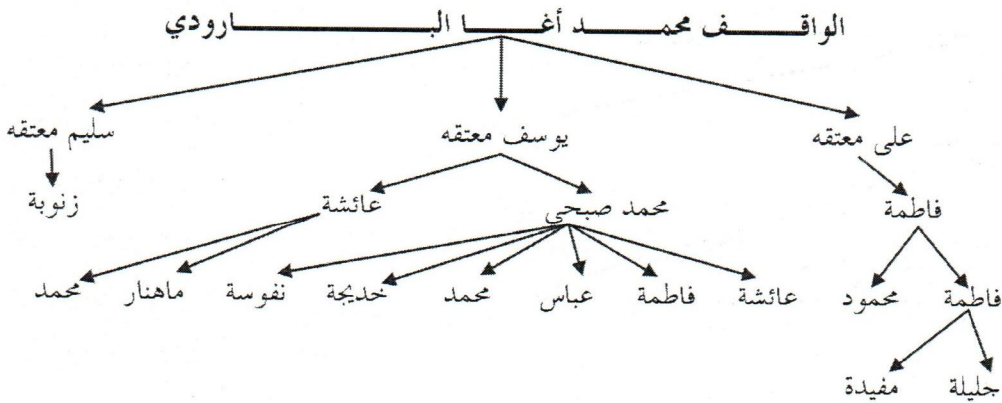 الواقف محمد أغا البارودي
على معتقه يوسف معتقه سليم معتقه
فاطمة محمد صبحي عائشة زنوبة
فاطمة محمود عائشة فاطمة عباس محمد خديجة نفوسة ماهنار محمد
جليلة مفيدة